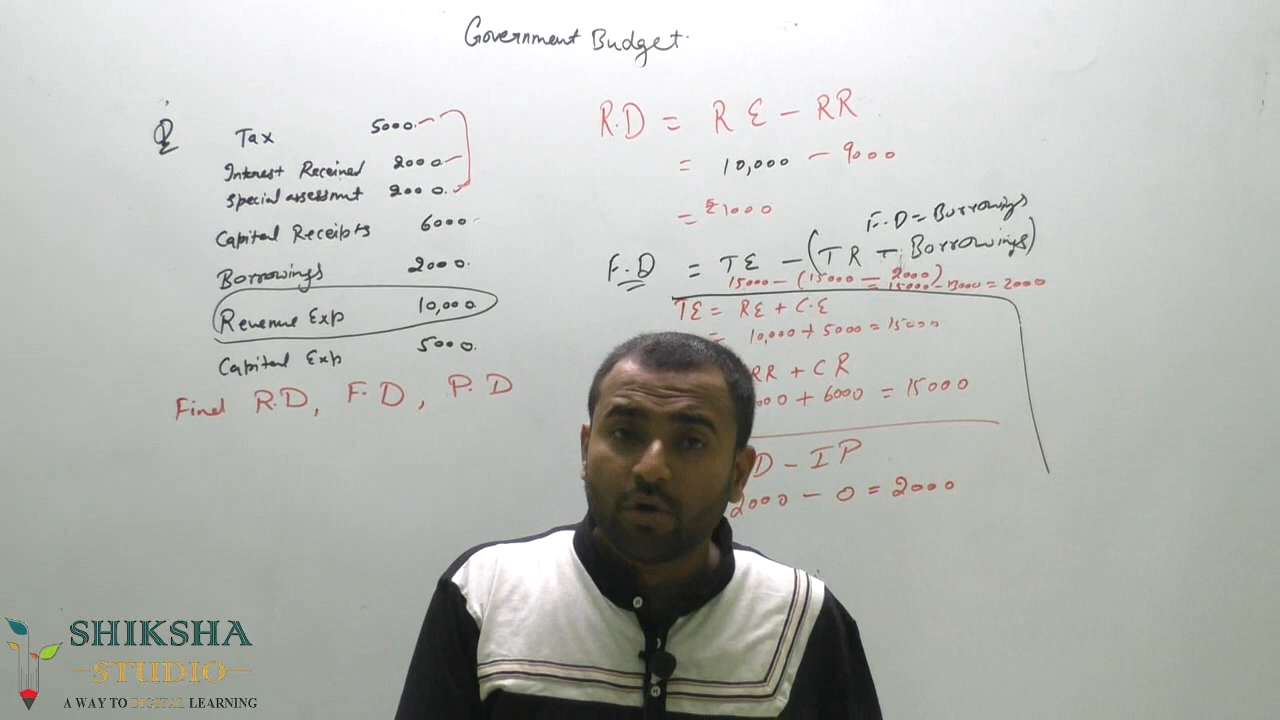 Government Budget
Q
Tax 5000
Interest Received 2000
Special assessment 2000
Capital Receipts 6000
Borrowings 2000
Revenue Exp 10,000
Capital Exp 5000
Find R.D, F.D, P.D
R.D = RE - RR
= 10,000 - 9000
= ₹1000
F.D = Borrowings
F.D = TE - (TR - Borrowings)
15000 - (15000 - 2000)
= 15000 - 13000 = 2000
TE = RE + C.E
= 10,000 + 5000 = 15000
RR + CR
000 + 6000 = 15000
D - IP
2000 - 0 = 2000
SHIKSHA
STUDIO
A WAY TO DIGITAL LEARNING